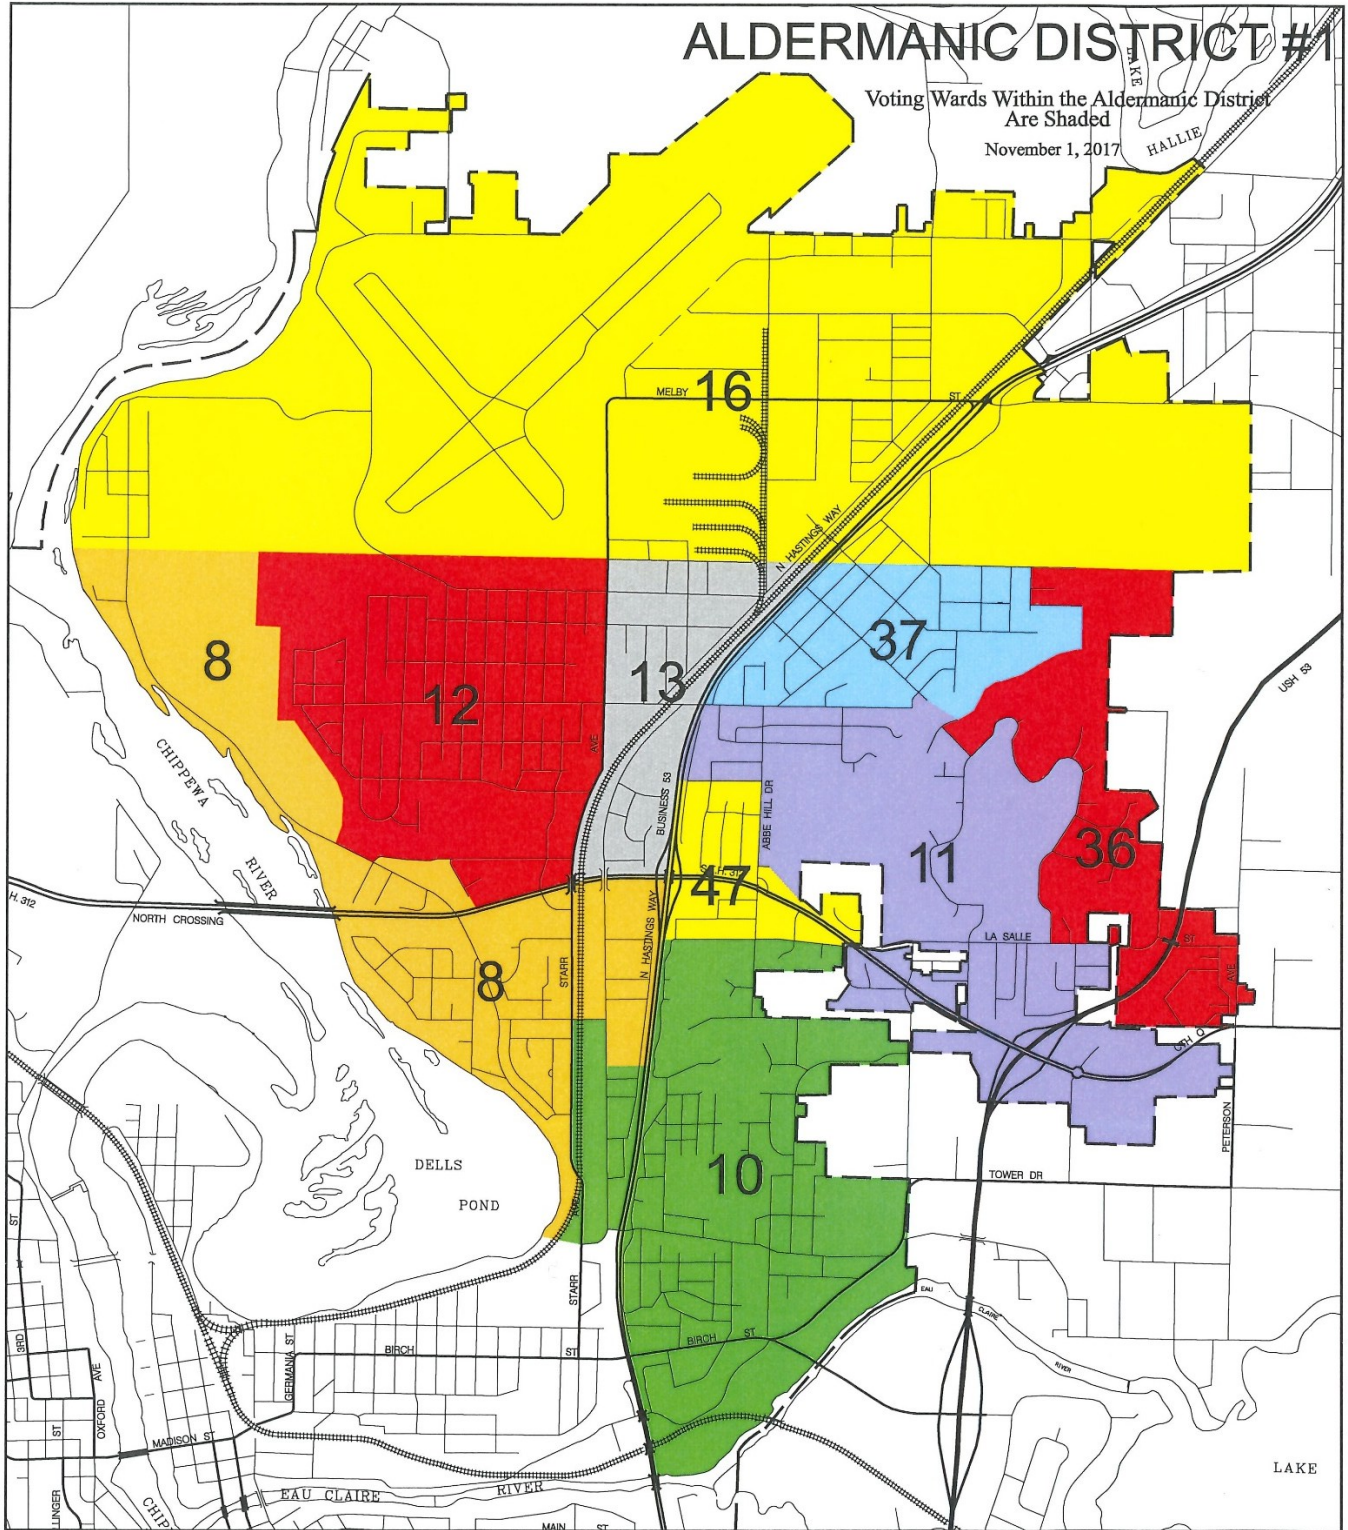 ALDERMANIC DISTRICT #1
Voting Wards Within the Aldermanic District
Are Shaded
November 1, 2017
LAKE
HALLIE
16
MELBY
ST
N HASTINGS WAY
8
12
13
37
USH 53
CHIPPEWA
RIVER
AVE
BUSINESS 53
ABBE HILL DR
47
11
36
H. 312
NORTH CROSSING
LA SALLE
ST
AVE
8
STARR
N HASTINGS WAY
CTH Q
PETERSON
DELLS
POND
10
TOWER DR
AVE
STARR
EAU
CLAIRE
RIVER
BIRCH
ST
BIRCH
ST
GERMANIA ST
ST
3RD
AVE
OXFORD
ST
MADISON ST
LLINGER
CHIP
EAU CLAIRE
RIVER
MAIN
ST
LAKE